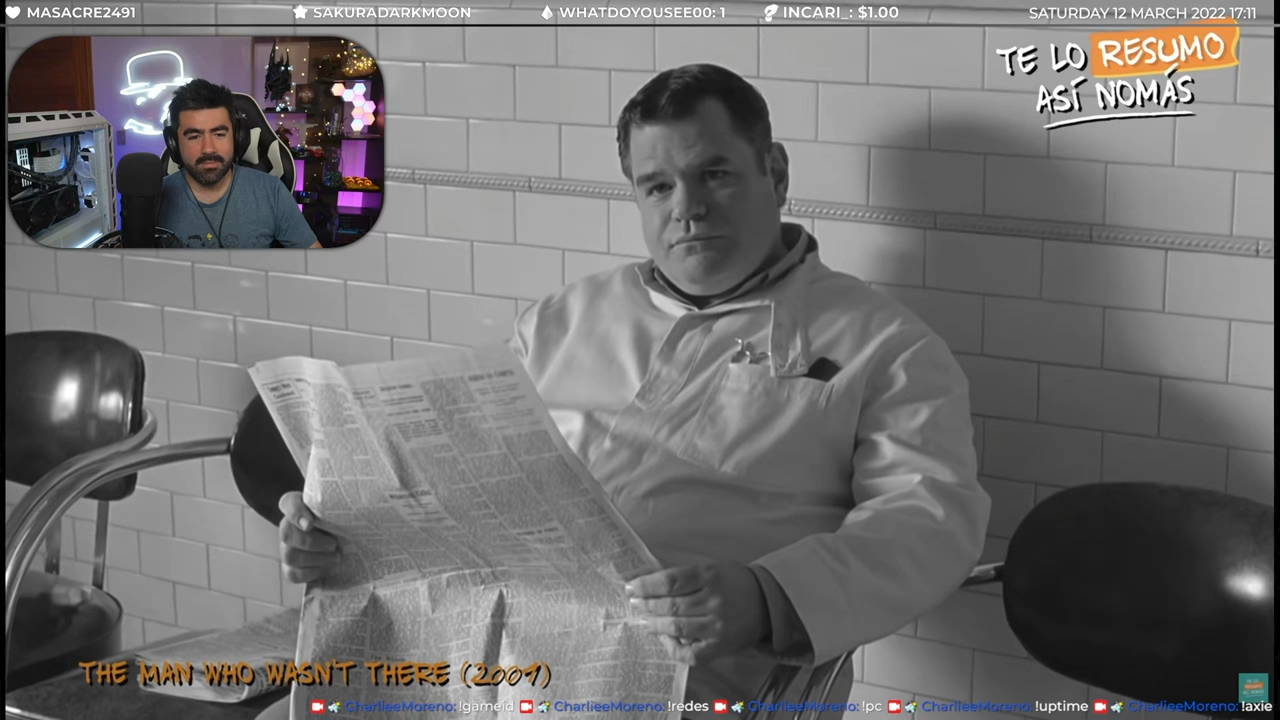 MASACRE2491
SAKURADARKMOON
WHATDOYOUSEE00: 1
INCARI_: $1.00
SATURDAY 12 MARCH 2022 17:11
TE LO RESUMO
ASÍ NOMÁS
THE MAN WHO WASN'T THERE (2001)
CharlieeMoreno: !gameid CharlieeMoreno: !redes CharlieeMoreno: !pc CharlieeMoreno: !uptime CharlieeMoreno: !axie